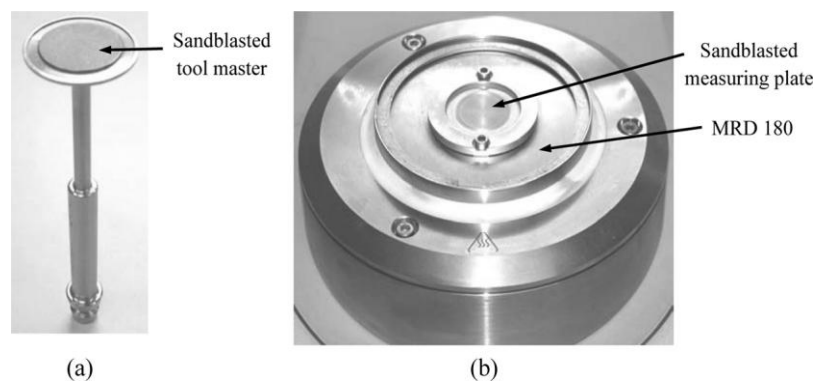 Sandblasted
tool master
Sandblasted
measuring plate
MRD 180
(a)
(b)